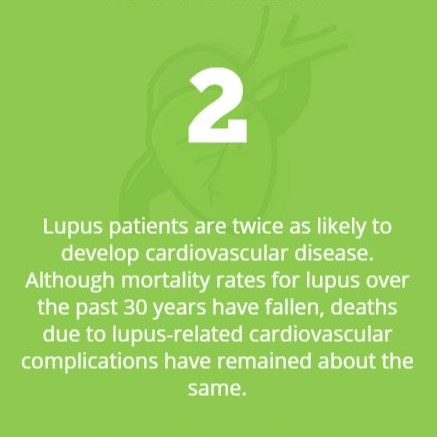 2
Lupus patients are twice as likely to
develop cardiovascular disease.
Although mortality rates for lupus over
the past 30 years have fallen, deaths
due to lupus-related cardiovascular
complications have remained about the
same.